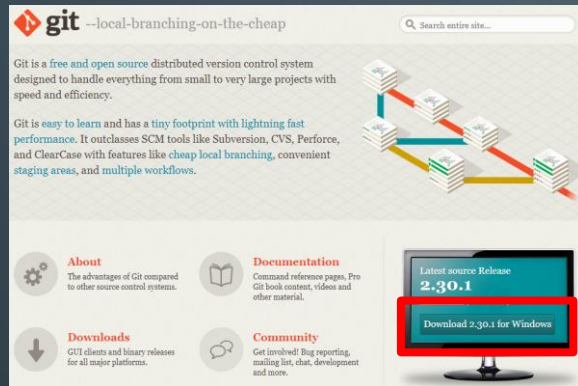 git --local-branching-on-the-cheap
Search entire site...
Git is a free and open source distributed version control system
designed to handle everything from small to very large projects with
speed and efficiency.
Git is easy to learn and has a tiny footprint with lightning fast
performance. It outclasses SCM tools like Subversion, CVS, Perforce,
and ClearCase with features like cheap local branching, convenient
staging areas, and multiple workflows.
About
The advantages of Git compared
to other source control systems.
Documentation
Command reference pages, Pro
Git book content, videos and
other material.
Downloads
GUI clients and binary releases
for all major platforms.
Community
Get involved! Bug reporting,
mailing list, chat, development
and more.
Latest source Release
2.30.1
Download 2.30.1 for Windows